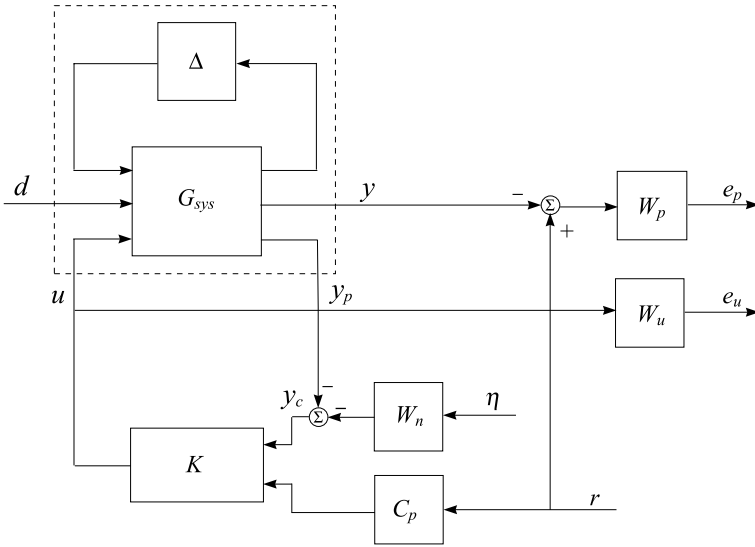 Δ
G_sys
d
y
-
Σ
+
W_p
e_p
u
y_p
W_u
e_u
-
y_c
Σ
-
W_n
η
K
C_p
r